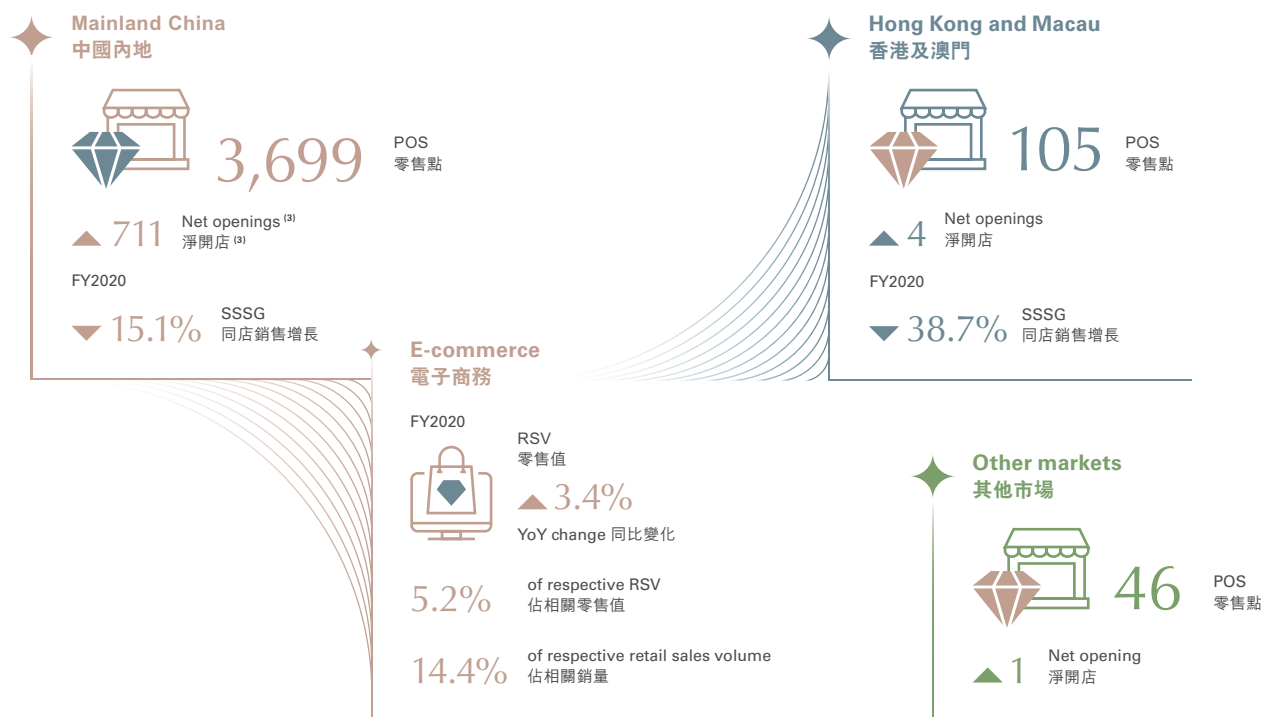 Mainland China
中國內地
3,699
POS
零售點
711
Net openings (3)
淨開店 (3)
FY2020
15.1%
SSSG
同店銷售增長
Hong Kong and Macau
香港及澳門
105
POS
零售點
4
Net openings
淨開店
FY2020
38.7%
SSSG
同店銷售增長
E-commerce
電子商務
FY2020
RSV
零售值
3.4%
YoY change 同比變化
5.2%
of respective RSV
佔相關零售值
14.4%
of respective retail sales volume
佔相關銷量
Other markets
其他市場
46
POS
零售點
1
Net opening
淨開店